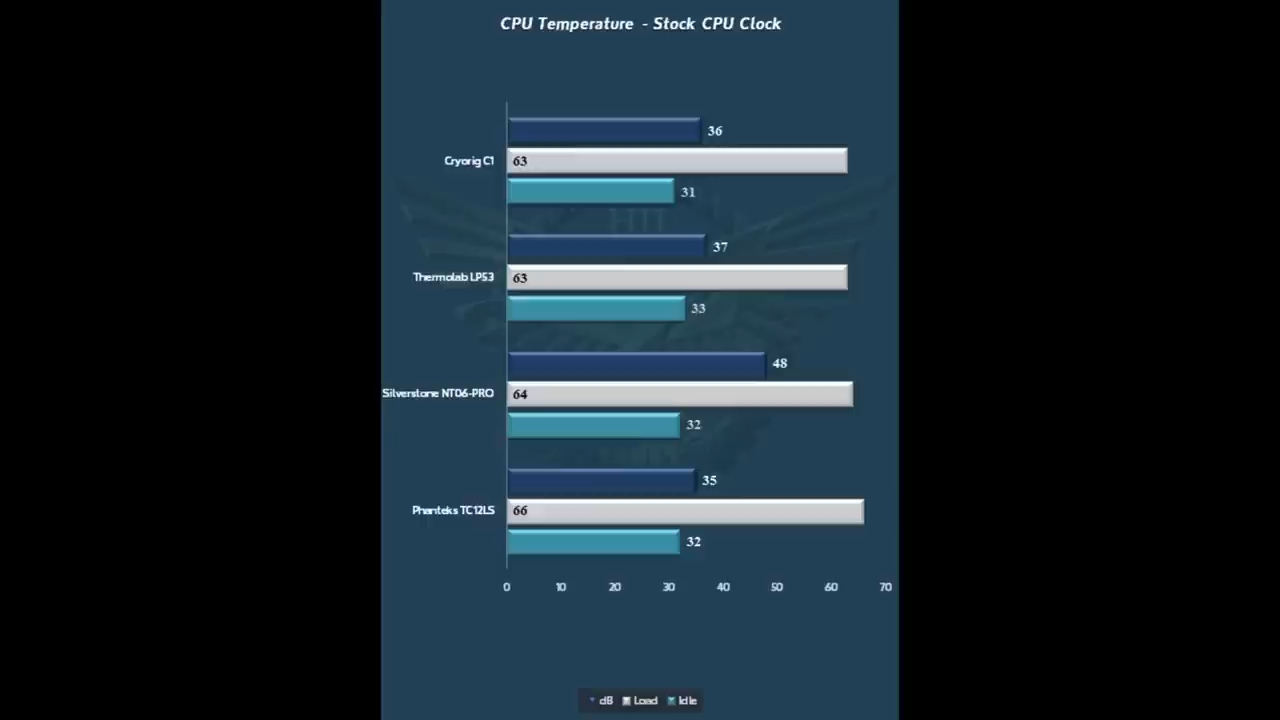 CPU Temperature - Stock CPU Clock
36
Cryorig C1
63
31
37
Thermolab LP53
63
33
48
Silverstone NT06-PRO
64
32
35
Phanteks TC12LS
66
32
0 10 20 30 40 50 60 70
dB Load Idle